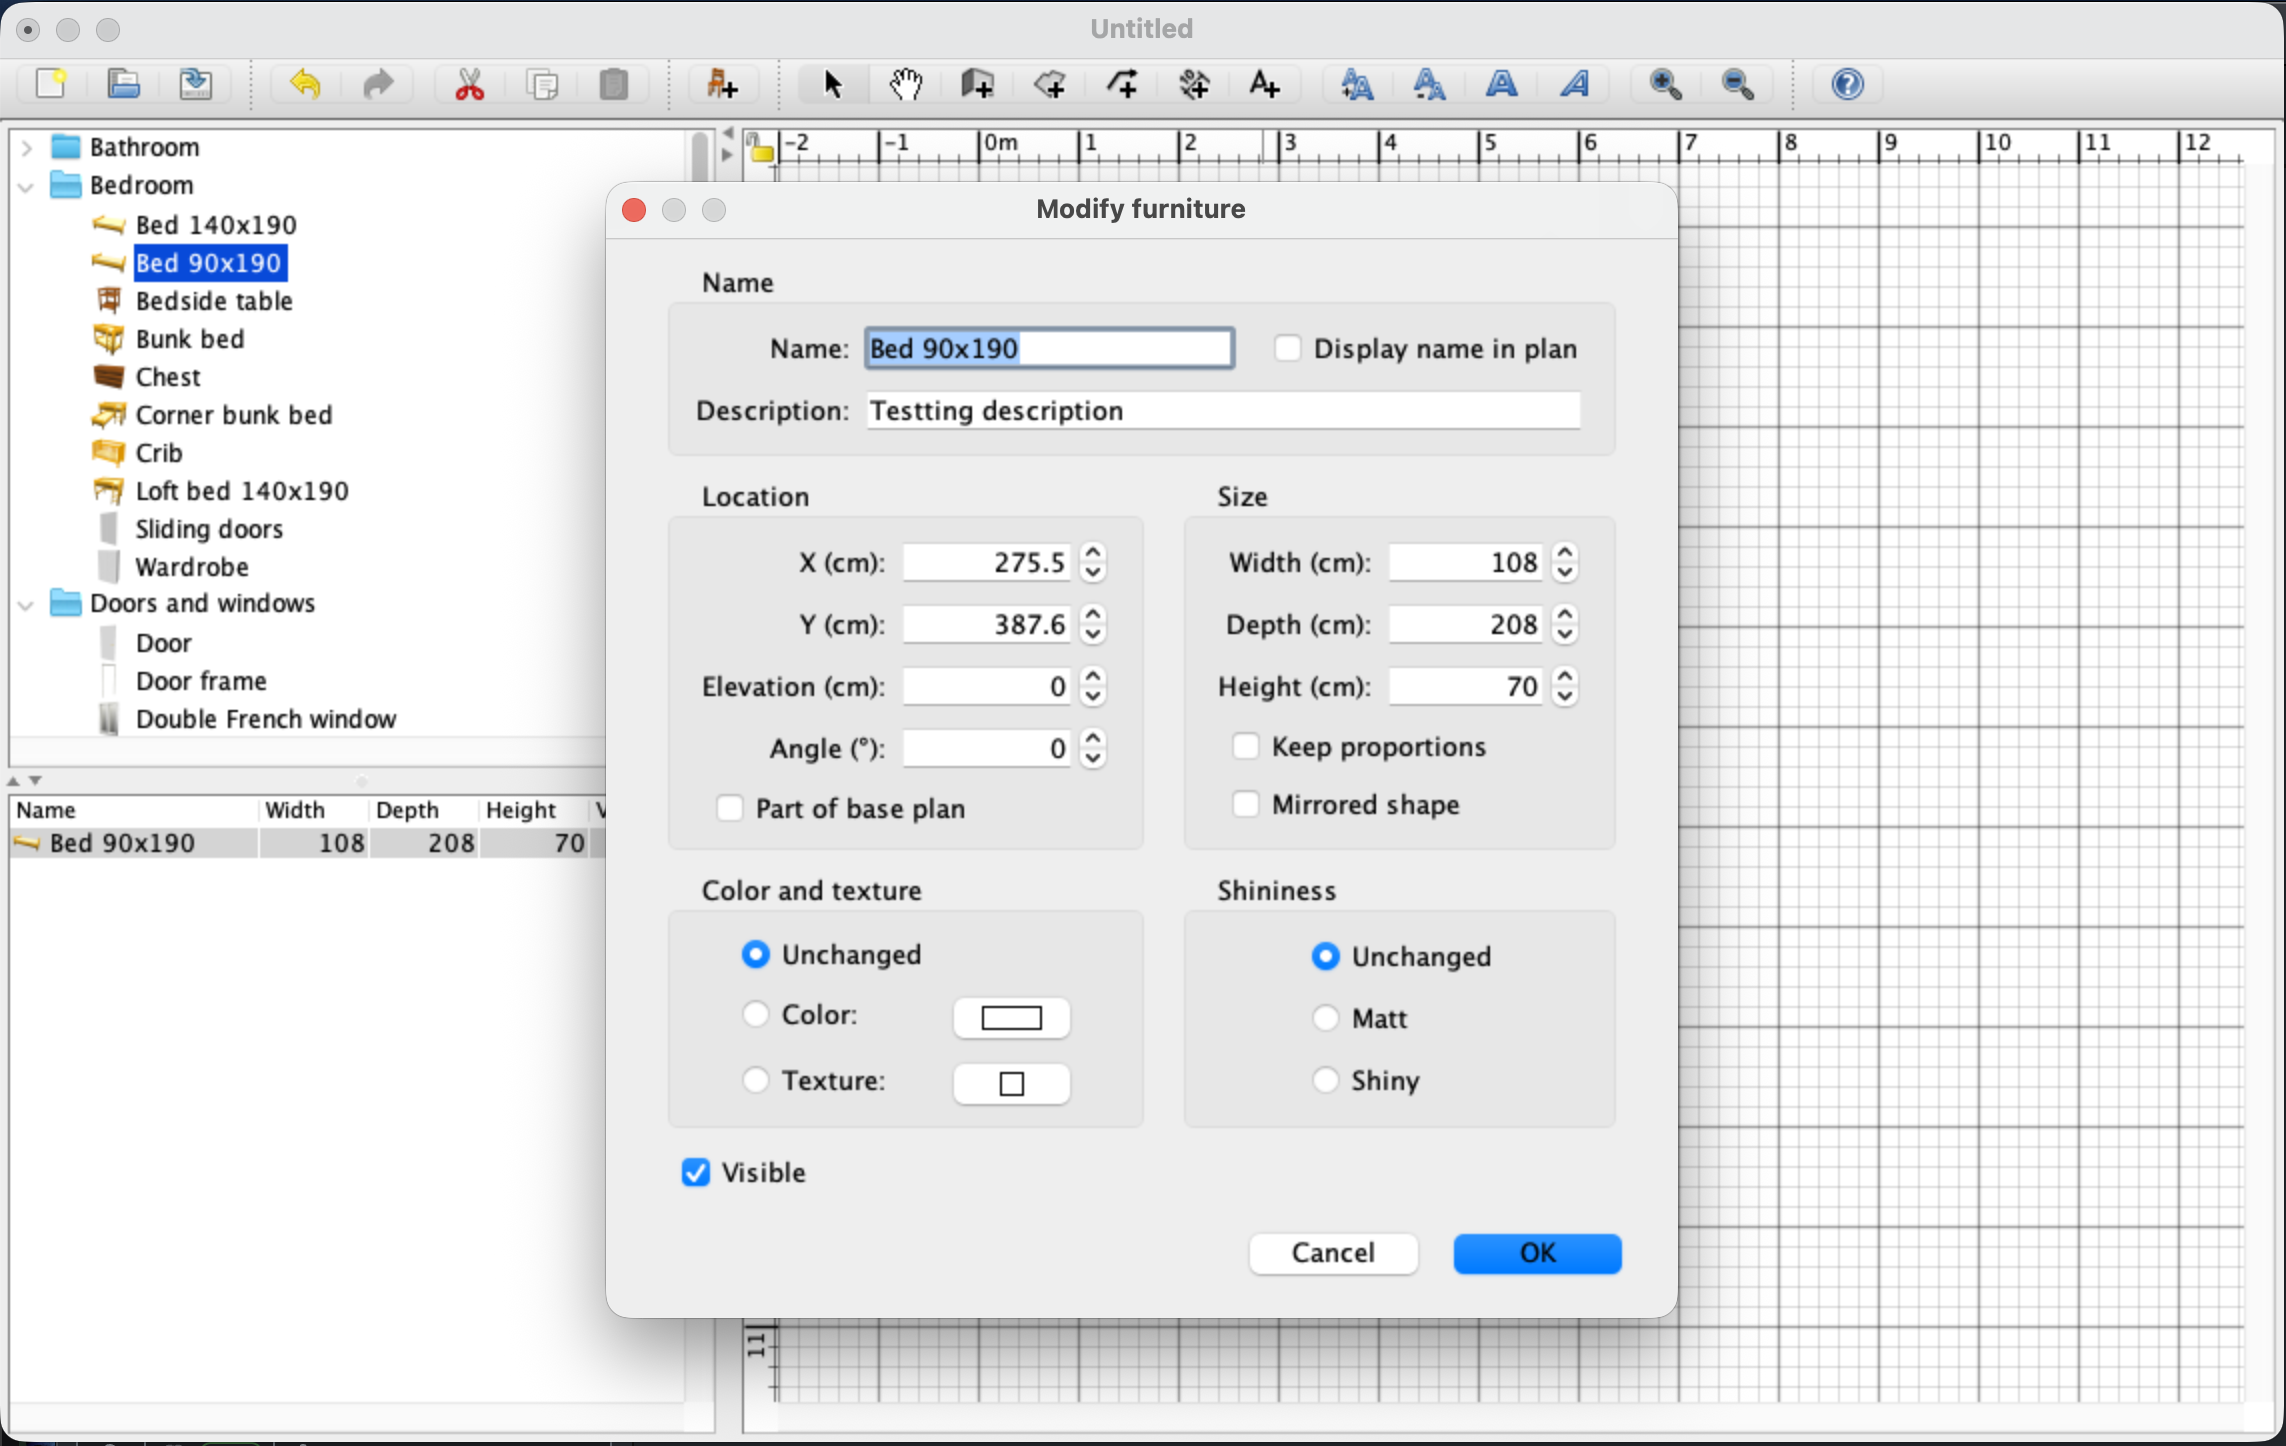 Untitled
Bathroom
Bedroom
Bed 140x190
Bed 90x190
Bedside table
Bunk bed
Chest
Corner bunk bed
Crib
Loft bed 140x190
Sliding doors
Wardrobe
Doors and windows
Door
Door frame
Double French window
Name Width Depth Height V
Bed 90x190 108 208 70
-2 -1 0m 1 2 3 4 5 6 7 8 9 10 11 12
11
Modify furniture
Name
Name: Bed 90x190 Display name in plan
Description: Testting description
Location
X (cm): 275.5
Y (cm): 387.6
Elevation (cm): 0
Angle (°): 0
Part of base plan
Size
Width (cm): 108
Depth (cm): 208
Height (cm): 70
Keep proportions
Mirrored shape
Color and texture
Unchanged
Color:
Texture:
Shininess
Unchanged
Matt
Shiny
Visible
Cancel OK